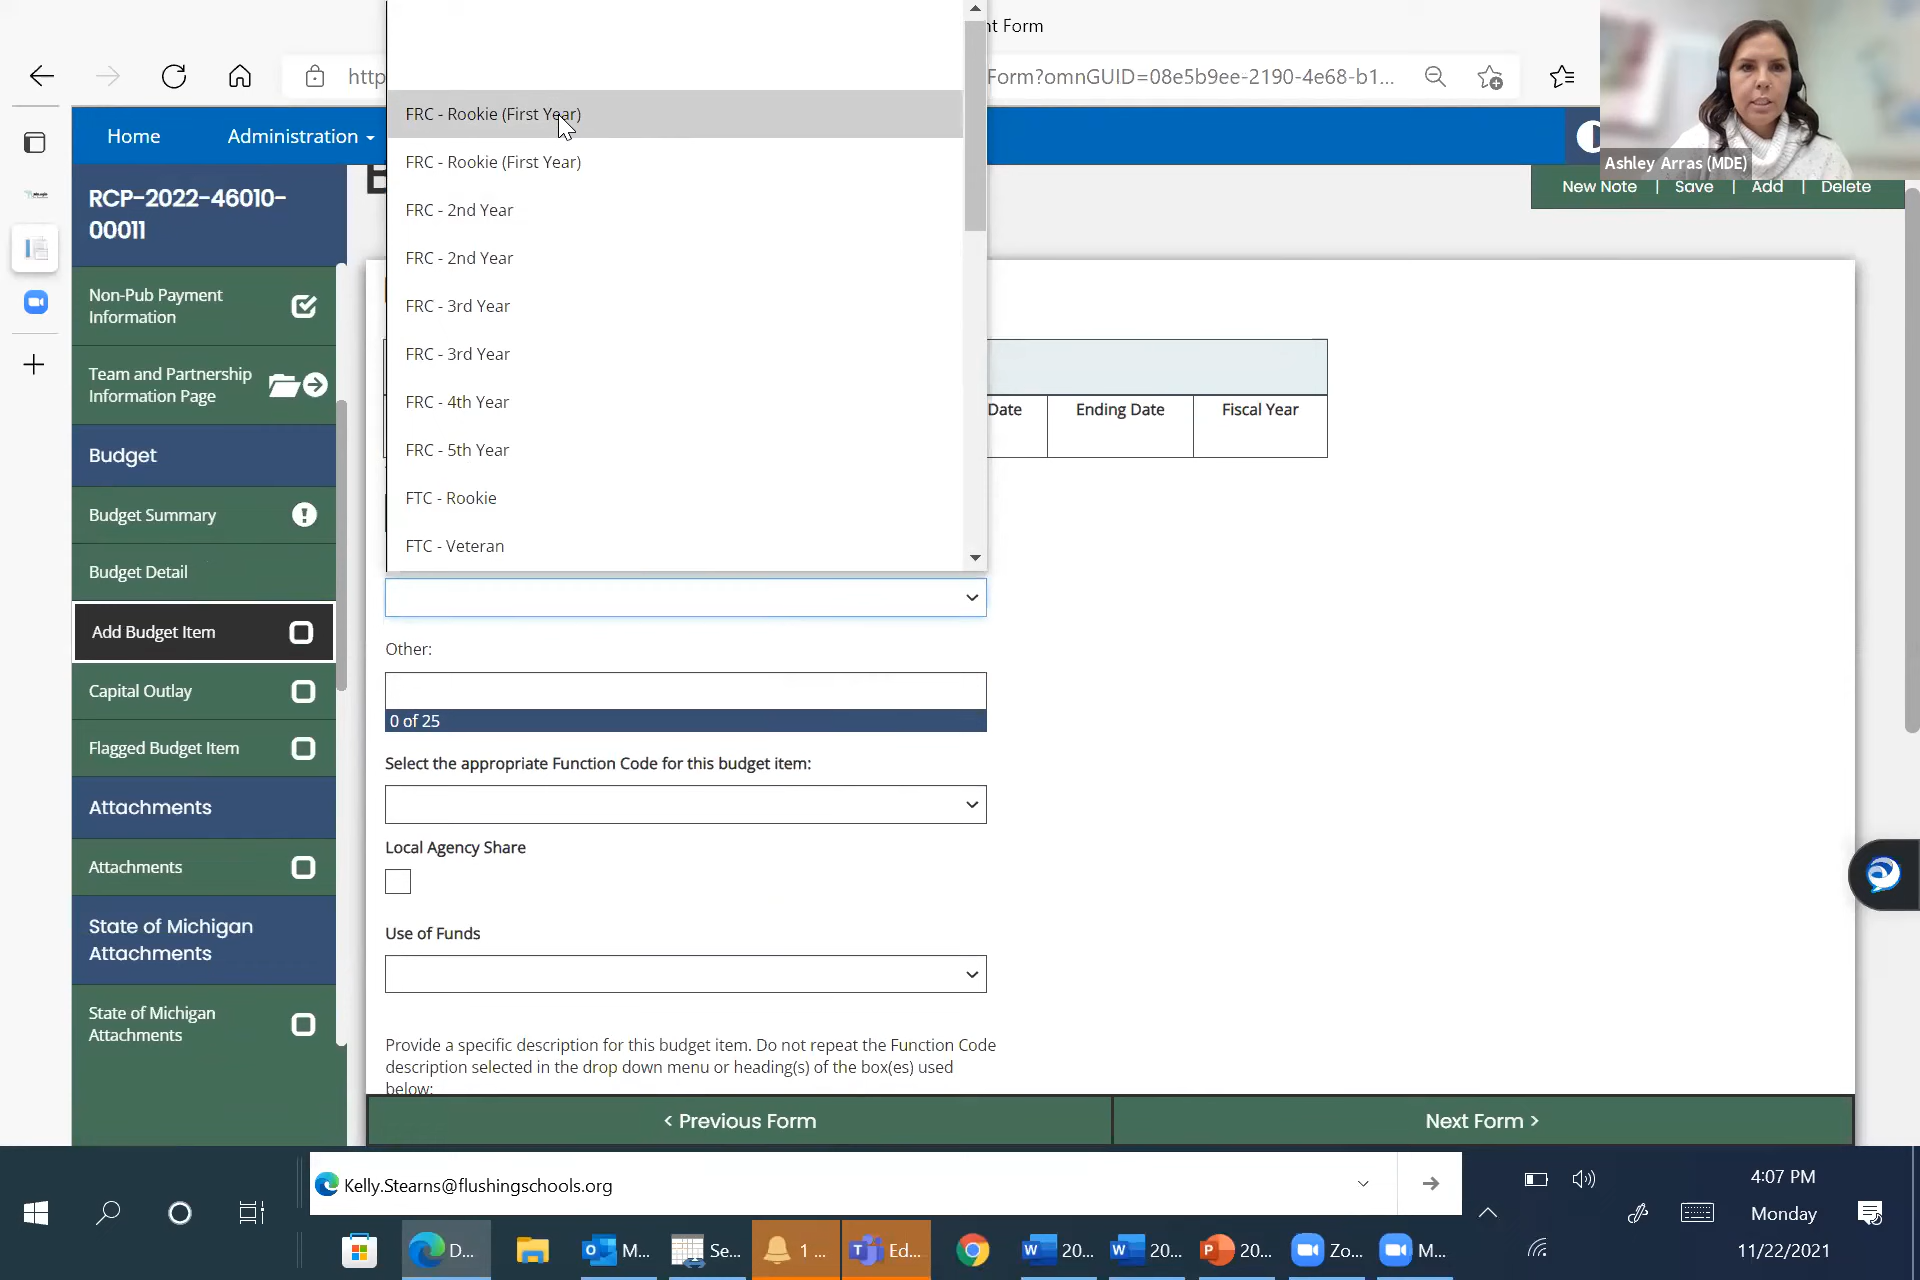 nt Form
http
Form?omnGUID=08e5b9ee-2190-4e68-b1...
Home
Administration
Ashley Arras (MDE)
New Note | Save | Add | Delete
RCP-2022-46010-
00011
Non-Pub Payment
Information
Team and Partnership
Information Page
Budget
Budget Summary
Budget Detail
Add Budget Item
Capital Outlay
Flagged Budget Item
Attachments
Attachments
State of Michigan
Attachments
State of Michigan
Attachments
FRC - Rookie (First Year)
FRC - Rookie (First Year)
FRC - 2nd Year
FRC - 2nd Year
FRC - 3rd Year
FRC - 3rd Year
FRC - 4th Year
FRC - 5th Year
FTC - Rookie
FTC - Veteran
Date
Ending Date
Fiscal Year
Other:
0 of 25
Select the appropriate Function Code for this budget item:
Local Agency Share
Use of Funds
Provide a specific description for this budget item. Do not repeat the Function Code
description selected in the drop down menu or heading(s) of the box(es) used
below:
< Previous Form
Next Form >
Kelly.Stearns@flushingschools.org
4:07 PM
Monday
11/22/2021
D...
M...
Se...
1 ...
Ed...
20...
20...
20...
Zo...
M...